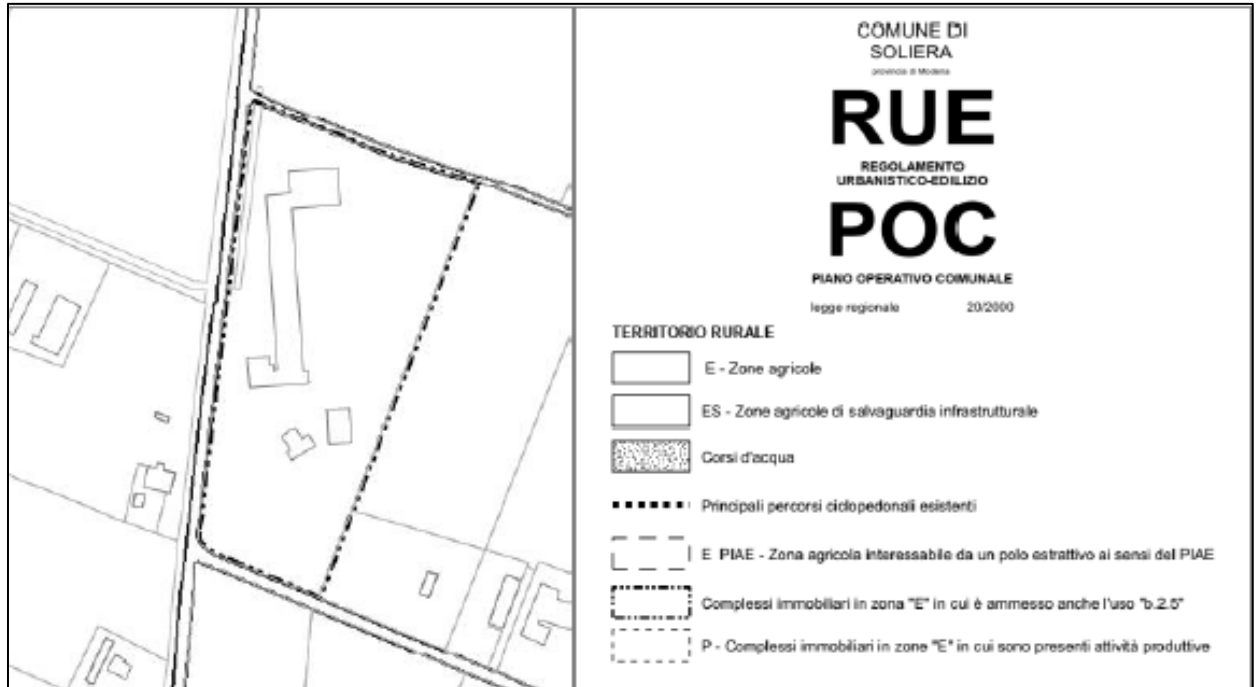 COMUNE DI
SOLIERA
provincia di Modena
RUE
REGOLAMENTO
URBANISTICO-EDILIZIO
POC
PIANO OPERATIVO COMUNALE
legge regionale 20/2000
TERRITORIO RURALE
E - Zone agricole
ES - Zone agricole di salvaguardia infrastrutturale
Corsi d'acqua
Principali percorsi ciclopedonali esistenti
E PIAE - Zona agricola interessabile da un polo estrattivo ai sensi del PIAE
Complessi immobiliari in zona "E" in cui è ammesso anche l'uso "b.2.5"
P - Complessi immobiliari in zone "E" in cui sono presenti attività produttive